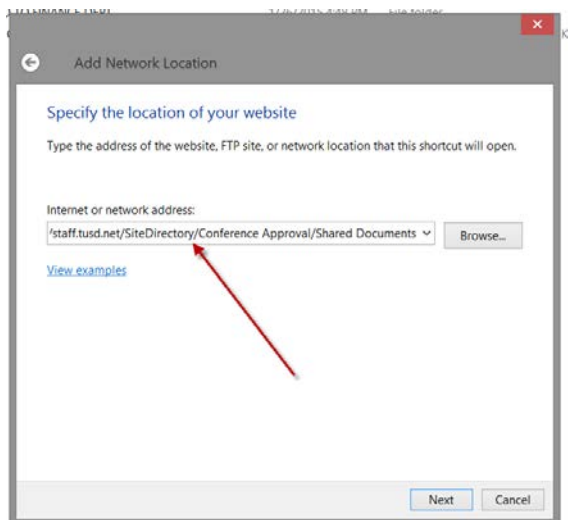 Add Network Location
Specify the location of your website
Type the address of the website, FTP site, or network location that this shortcut will open.
Internet or network address:
/staff.tusd.net/SiteDirectory/Conference Approval/Shared Documents
Browse...
View examples
Next
Cancel